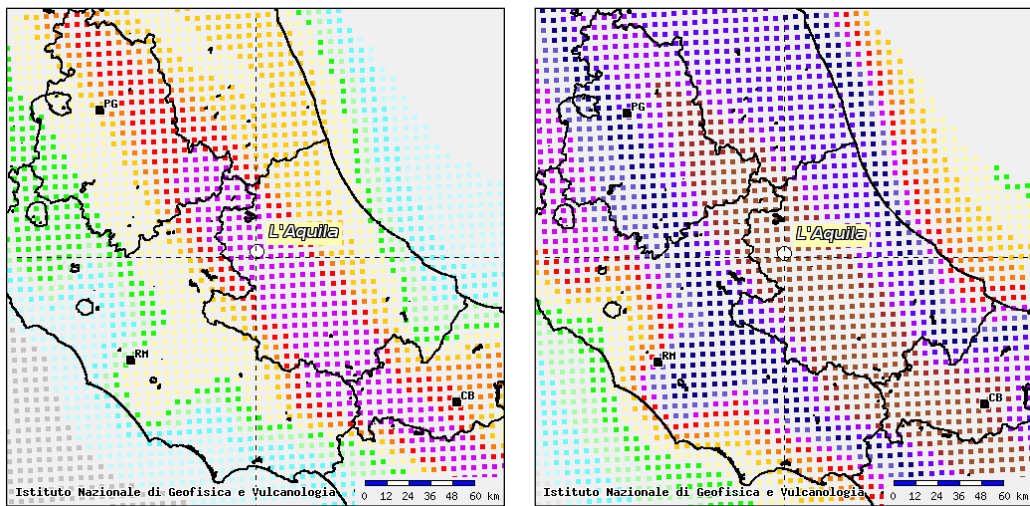 PG
L'Aquila
RM
CB
Istituto Nazionale di Geofisica e Vulcanologia
0 12 24 36 48 60 km
PG
L'Aquila
RM
CB
Istituto Nazionale di Geofisica e Vulcanologia
0 12 24 36 48 60 km